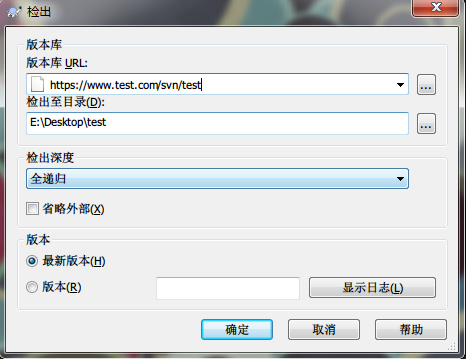 检出
版本库
版本库 URL:
https://www.test.com/svn/test
...
检出至目录(D):
E:\Desktop\test
...
检出深度
全递归
省略外部(X)
版本
最新版本(H)
版本(R)
显示日志(L)
确定
取消
帮助